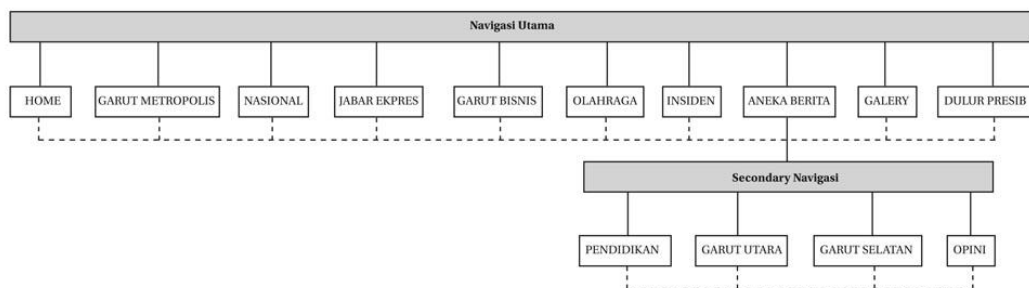 Navigasi Utama
HOME
GARUT METROPOLIS
NASIONAL
JABAR EKPRES
GARUT BISNIS
OLAHRAGA
INSIDEN
ANEKA BERITA
GALERY
DULUR PRESIB
Secondary Navigasi
PENDIDIKAN
GARUT UTARA
GARUT SELATAN
OPINI